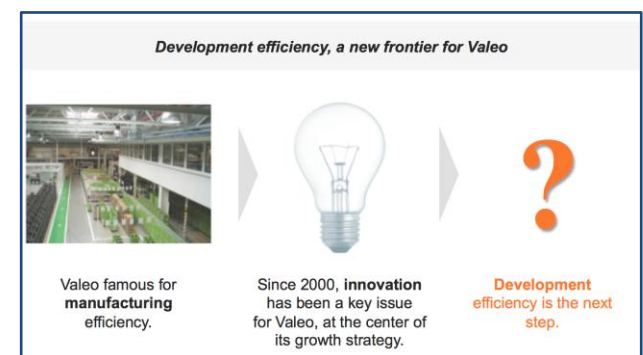 Development efficiency, a new frontier for Valeo
?
Valeo famous for
manufacturing
efficiency.
Since 2000, innovation
has been a key issue
for Valeo, at the center of
its growth strategy.
Development
efficiency is the next
step.